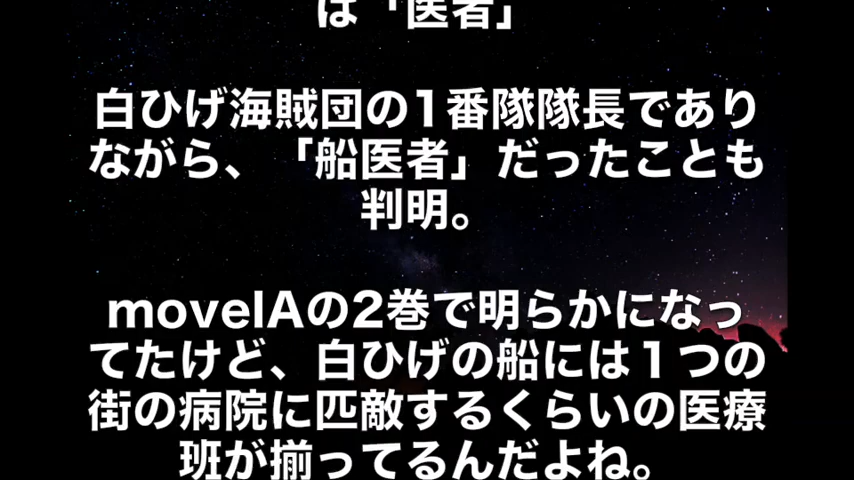 は「医者」
白ひげ海賊団の1番隊隊長であり
ながら、「船医者」だったことも
判明。
movelAの2巻で明らかになっ
てたけど、白ひげの船には１つの
街の病院に匹敵するくらいの医療
班が揃ってるんだよね。